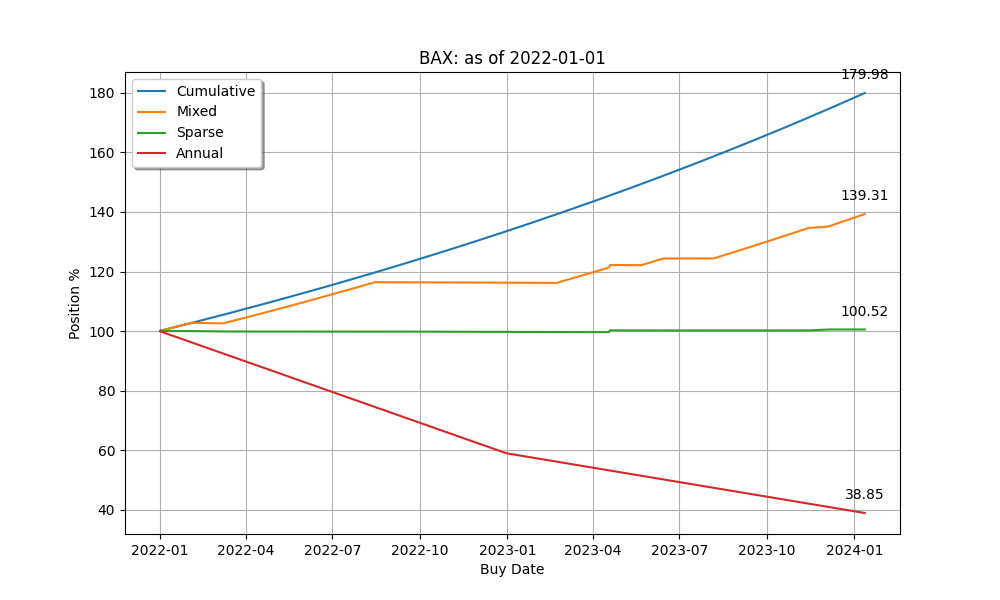 BAX: as of 2022-01-01
179.98
180
Cumulative
Mixed
Sparse
Annual
160
139.31
140
120
100.52
100
80
60
38.85
40
Position %
2022-01 2022-04 2022-07 2022-10 2023-01 2023-04 2023-07 2023-10 2024-01
Buy Date